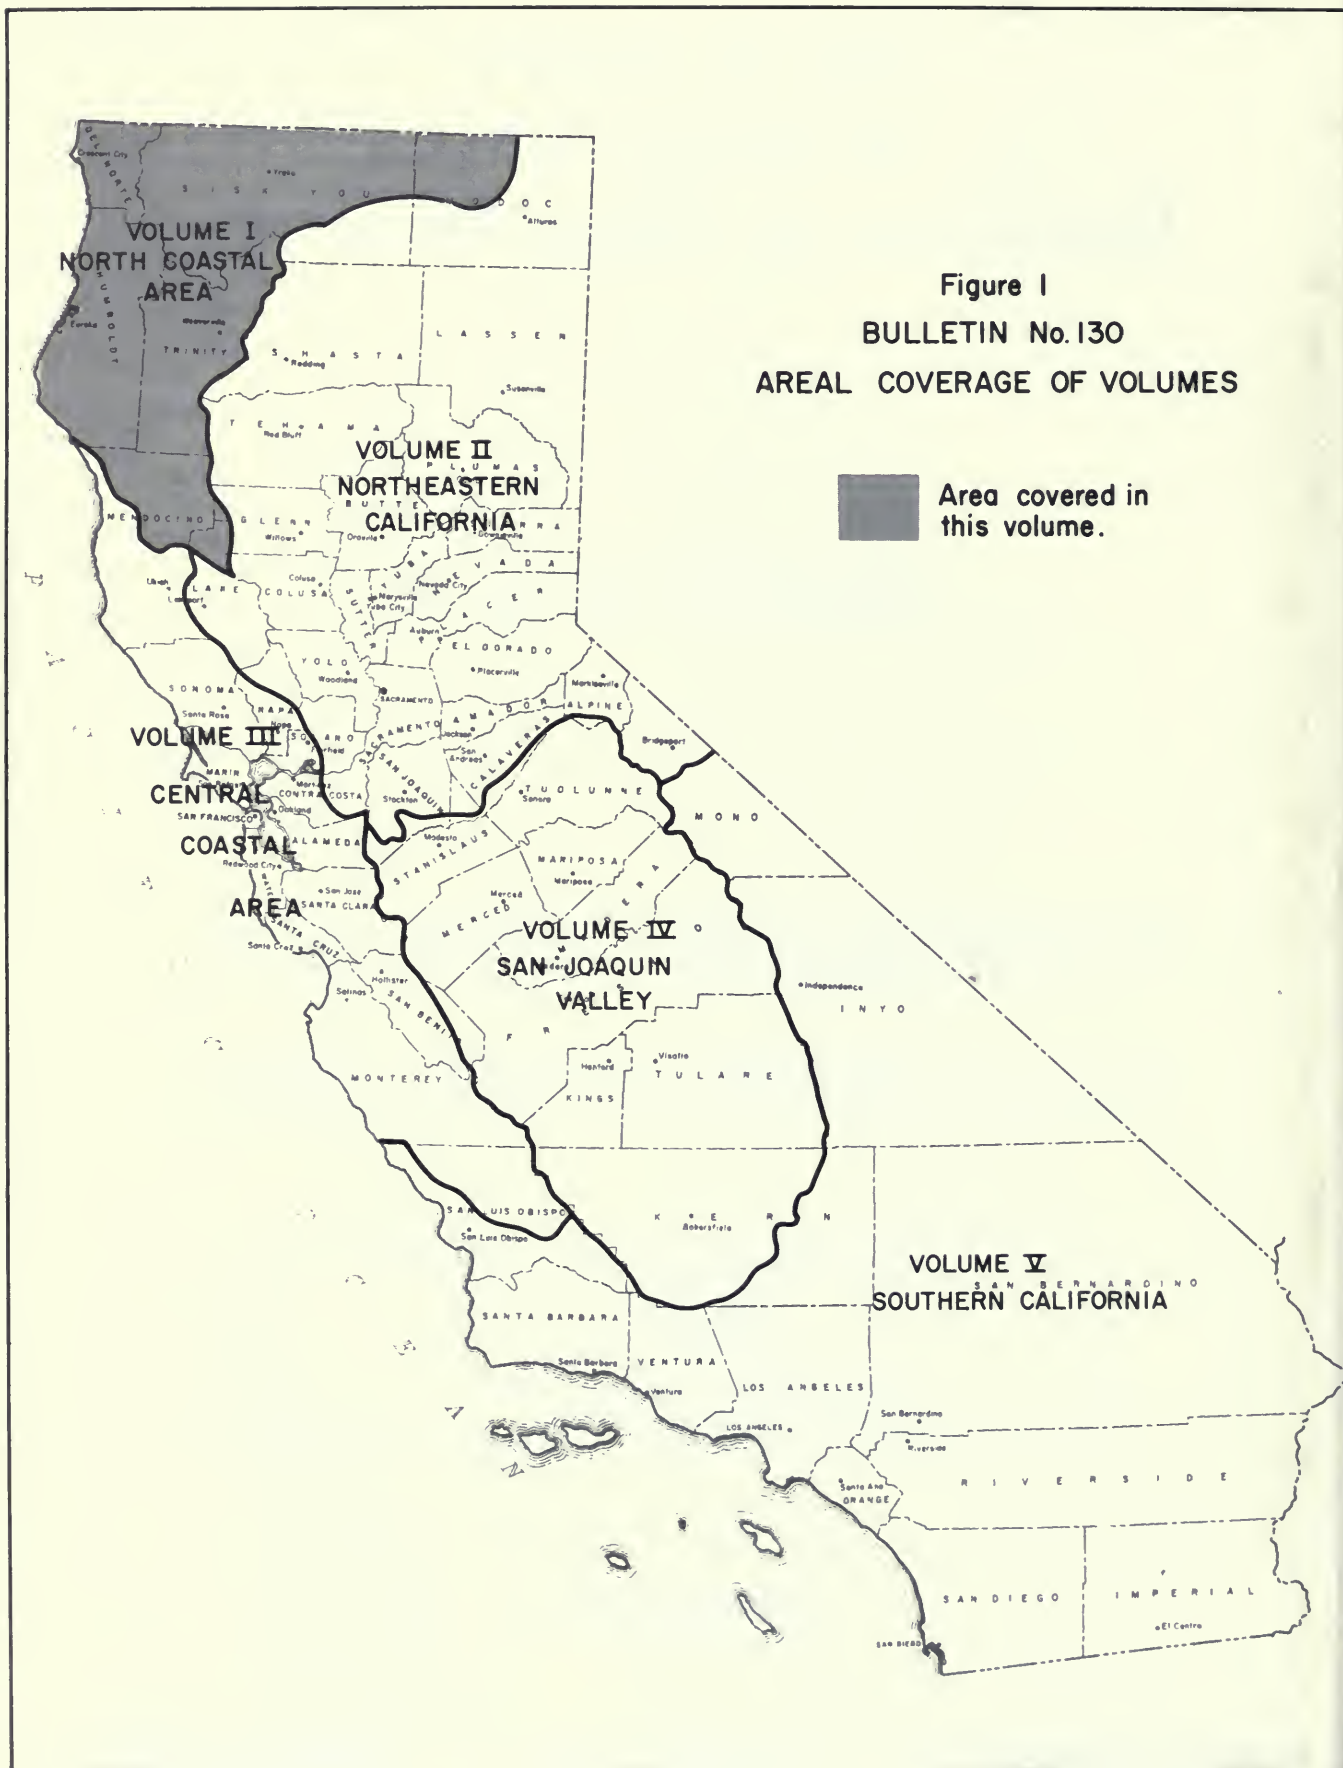 Figure 1
BULLETIN No. 130
AREAL COVERAGE OF VOLUMES
Area covered in
this volume.
VOLUME I
NORTH COASTAL
AREA
VOLUME II
NORTHEASTERN
CALIFORNIA
VOLUME III
CENTRAL
COASTAL
AREA
VOLUME IV
SAN JOAQUIN
VALLEY
VOLUME V
SOUTHERN CALIFORNIA
DEL NORTE
Crescent City
SISKIYOU
Yreka
MODOC
Alturas
HUMBOLDT
Eureka
Weaverville
TRINITY
SHASTA
Redding
LASSEN
Susanville
TEHAMA
Red Bluff
PLUMAS
BUTTE
Oroville
MENDOCINO
GLENN
Willows
Downieville
Ukiah
LAKE
Lakeport
COLUSA
Colusa
SUTTER
YUBA
Marysville
Yuba City
NEVADA
Nevada City
PLACER
Auburn
EL DORADO
Placerville
YOLO
Woodland
SACRAMENTO
SACRAMENTO
SONOMA
Santa Rosa
NAPA
Napa
SOLANO
Fairfield
AMADOR
Jackson
ALPINE
Markleeville
CALAVERAS
San Andreas
SAN JOAQUIN
Stockton
MARIN
CONTRA COSTA
Oakland
SAN FRANCISCO
ALAMEDA
Redwood City
San Jose
SANTA CLARA
SANTA CRUZ
Santa Cruz
STANISLAUS
Modesto
TUOLUMNE
Sonora
MONO
Bridgeport
MARIPOSA
Mariposa
MERCED
Merced
Hollister
Salinas
SAN BENITO
MONTEREY
Hanford
KINGS
Visalia
TULARE
Independence
INYO
SAN LUIS OBISPO
San Luis Obispo
KERN
Bakersfield
SAN BERNARDINO
SANTA BARBARA
Santa Barbara
VENTURA
Ventura
LOS ANGELES
LOS ANGELES
San Bernardino
Riverside
RIVERSIDE
Santa Ana
ORANGE
SAN DIEGO
SAN DIEGO
IMPERIAL
El Centro